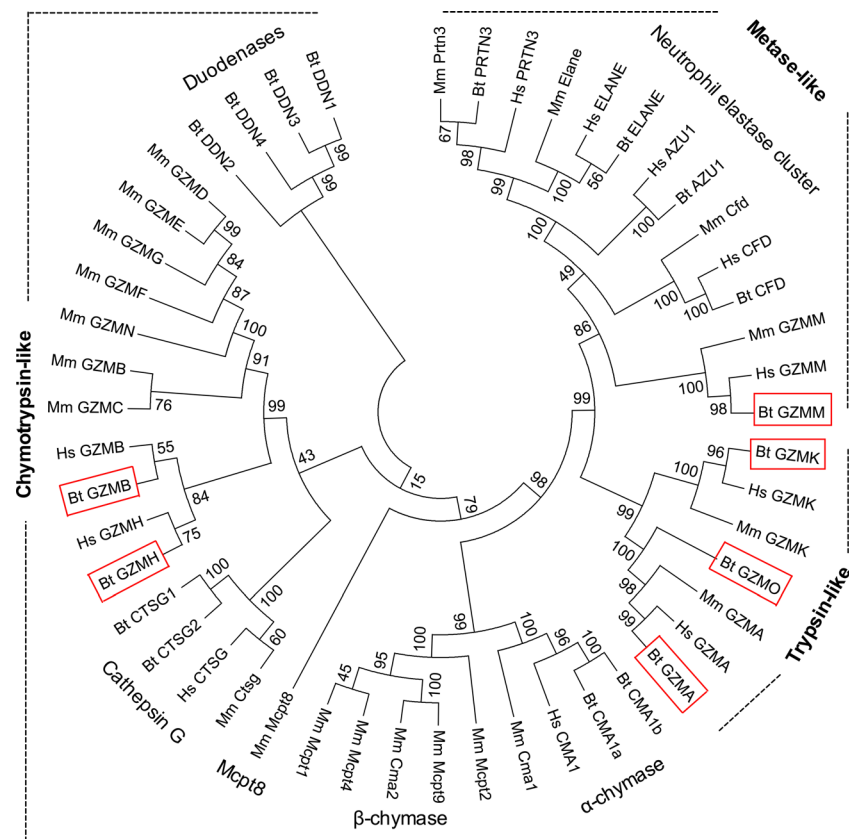 Metase-like
Neutrophil elastase cluster
Mm Prtn3
Bt PRTN3
Hs PRTN3
Mm Elane
Hs ELANE
Bt ELANE
Hs AZU1
Bt AZU1
Mm Cfd
Hs CFD
Bt CFD
Mm GZMM
Hs GZMM
Bt GZMM
Bt GZMK
Hs GZMK
Mm GZMK
Bt GZMO
Mm GZMA
Hs GZMA
Bt GZMA
Trypsin-like
Bt CMA1b
Bt CMA1a
Hs CMA1
Mm Cma1
α-chymase
Mm Mcpt2
Mm Mcpt9
Mm Cma2
Mm Mcpt4
Mm Mcpt1
β-chymase
Mm Mcpt8
Mcpt8
Mm Ctsg
Hs CTSG
Bt CTSG2
Bt CTSG1
Cathepsin G
Bt GZMH
Hs GZMH
Bt GZMB
Hs GZMB
Mm GZMC
Mm GZMB
Mm GZMN
Mm GZMF
Mm GZMG
Mm GZME
Mm GZMD
Bt DDN2
Bt DDN4
Bt DDN3
Bt DDN1
Duodenases
Chymotrypsin-like
67
98
99
100
56
100
100
49
100
100
86
100
98
99
96
100
99
100
98
99
98
79
15
43
99
91
100
87
84
99
76
55
84
75
100
100
60
96
100
95
45
100
100
96
100
99
99